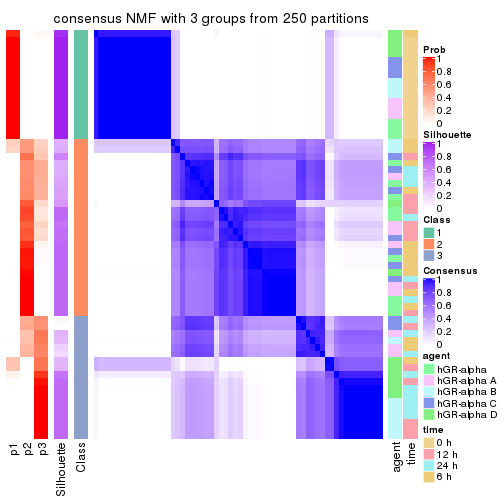 consensus NMF with 3 groups from 250 partitions
Prob
1
0.8
0.6
0.4
0.2
0
Silhouette
1
0.8
0.6
0.4
0.2
0
Class
1
2
3
Consensus
1
0.8
0.6
0.4
0.2
0
agent
hGR-alpha
hGR-alpha A
hGR-alpha B
hGR-alpha C
hGR-alpha D
time
0 h
12 h
24 h
6 h
p1
p2
p3
Silhouette
Class
agent
time